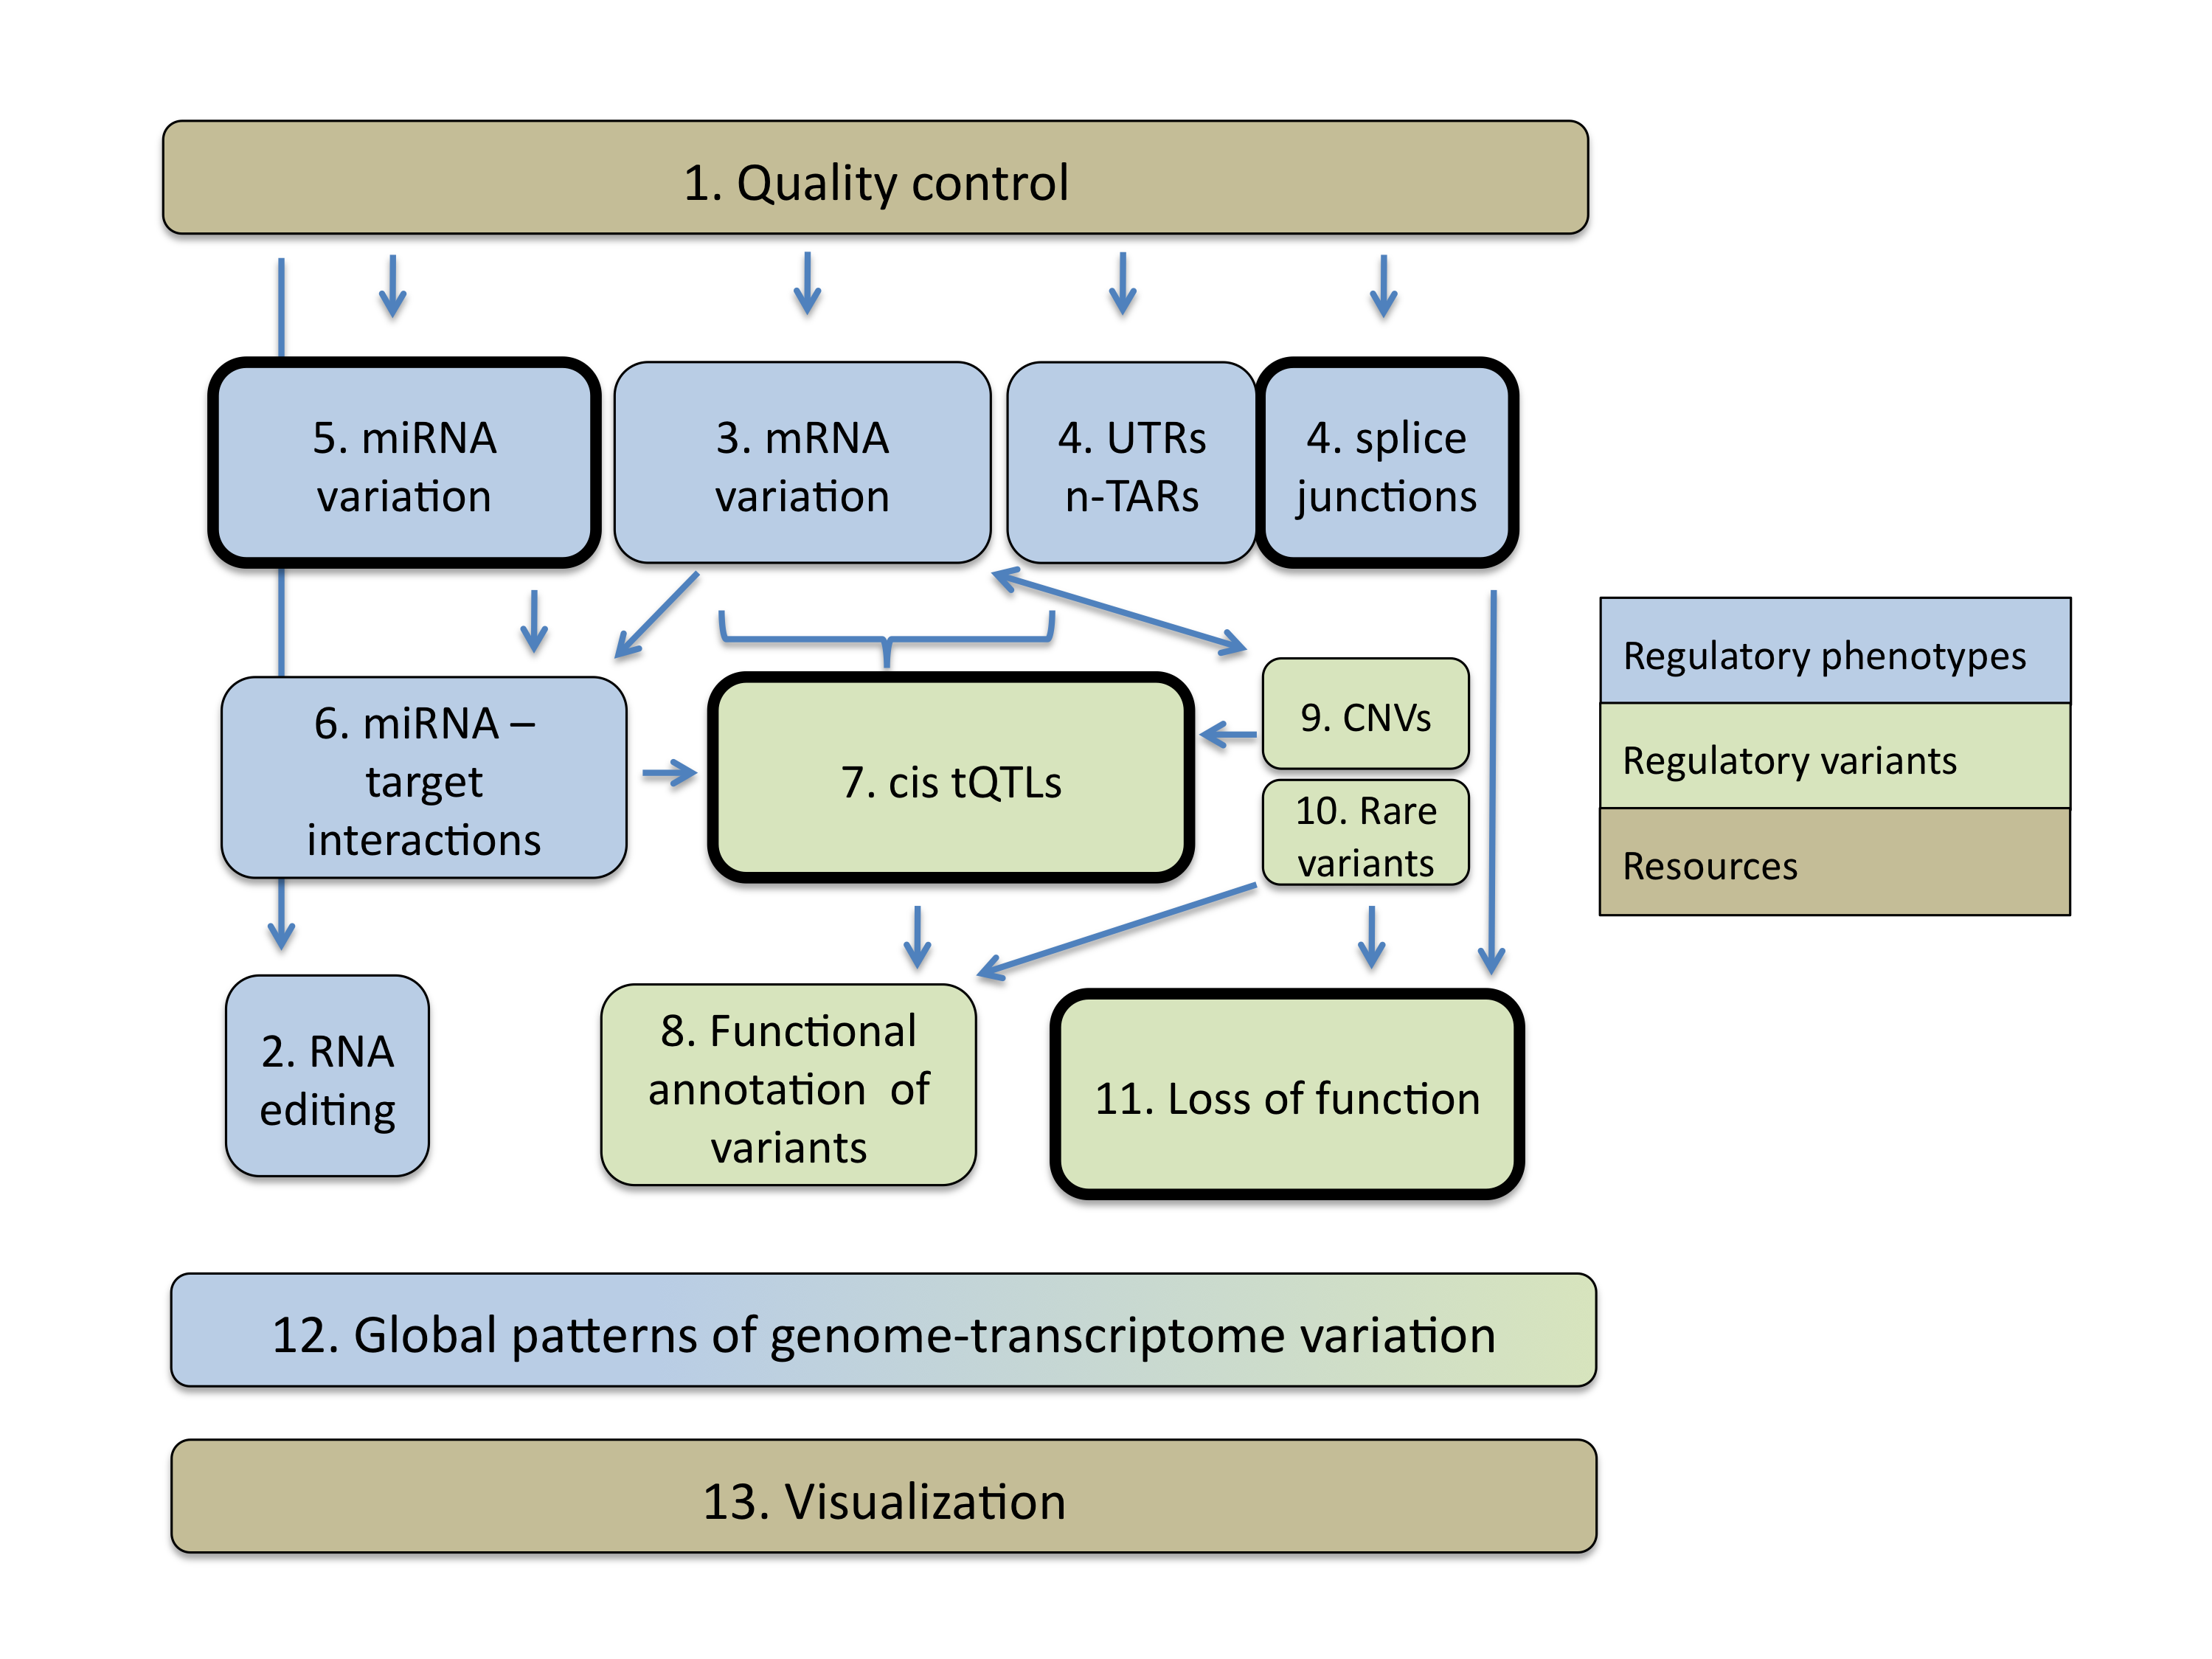 1. Quality control
5. miRNA
variation
3. mRNA
variation
4. UTRs
n-TARs
4. splice
junctions
6. miRNA –
target
interactions
7. cis tQTLs
9. CNVs
10. Rare
variants
Regulatory phenotypes
Regulatory variants
Resources
2. RNA
editing
8. Functional
annotation of
variants
11. Loss of function
12. Global patterns of genome-transcriptome variation
13. Visualization